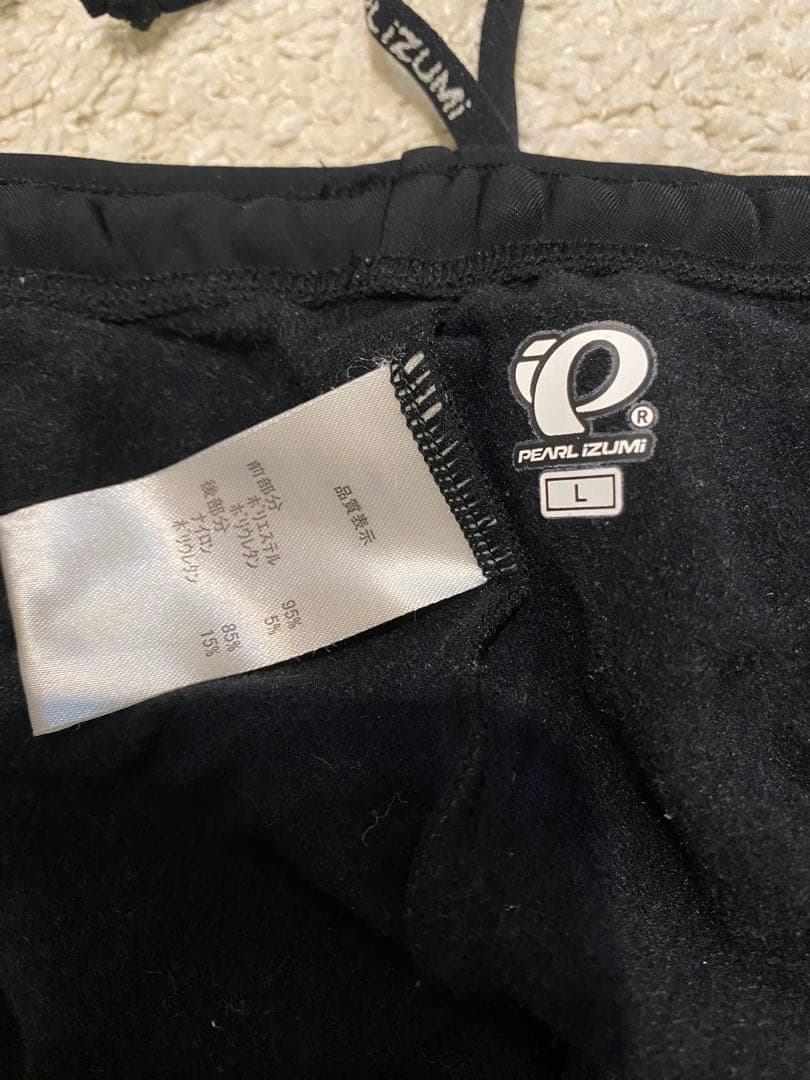 L iZUMi
PEARL iZUMi
®
L
品質表示
前部分
ポリエステル 95%
ポリウレタン 5%
後部分
ナイロン 85%
ポリウレタン 15%